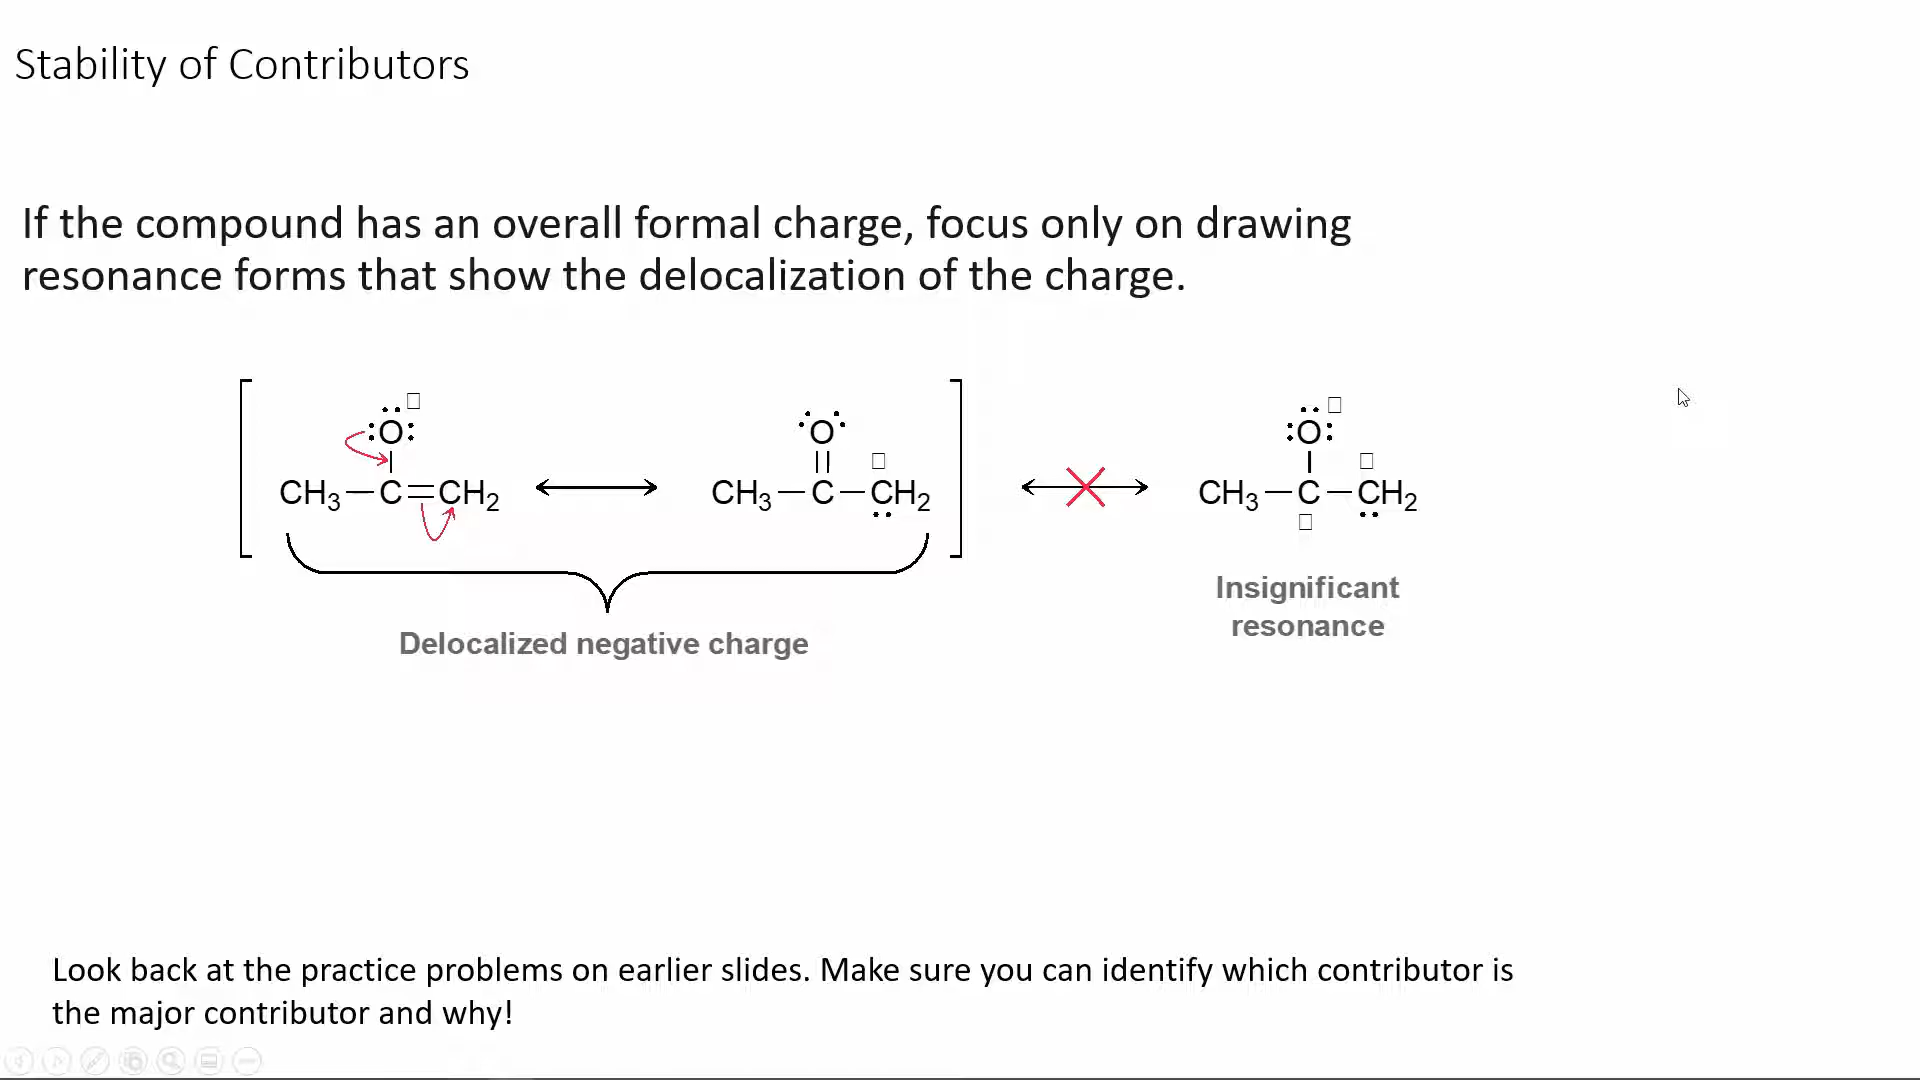 Stability of Contributors
If the compound has an overall formal charge, focus only on drawing
resonance forms that show the delocalization of the charge.
O
CH3 C CH2
O
CH3 C CH2
O
CH3 C CH2
Delocalized negative charge
Insignificant
resonance
Look back at the practice problems on earlier slides. Make sure you can identify which contributor is
the major contributor and why!